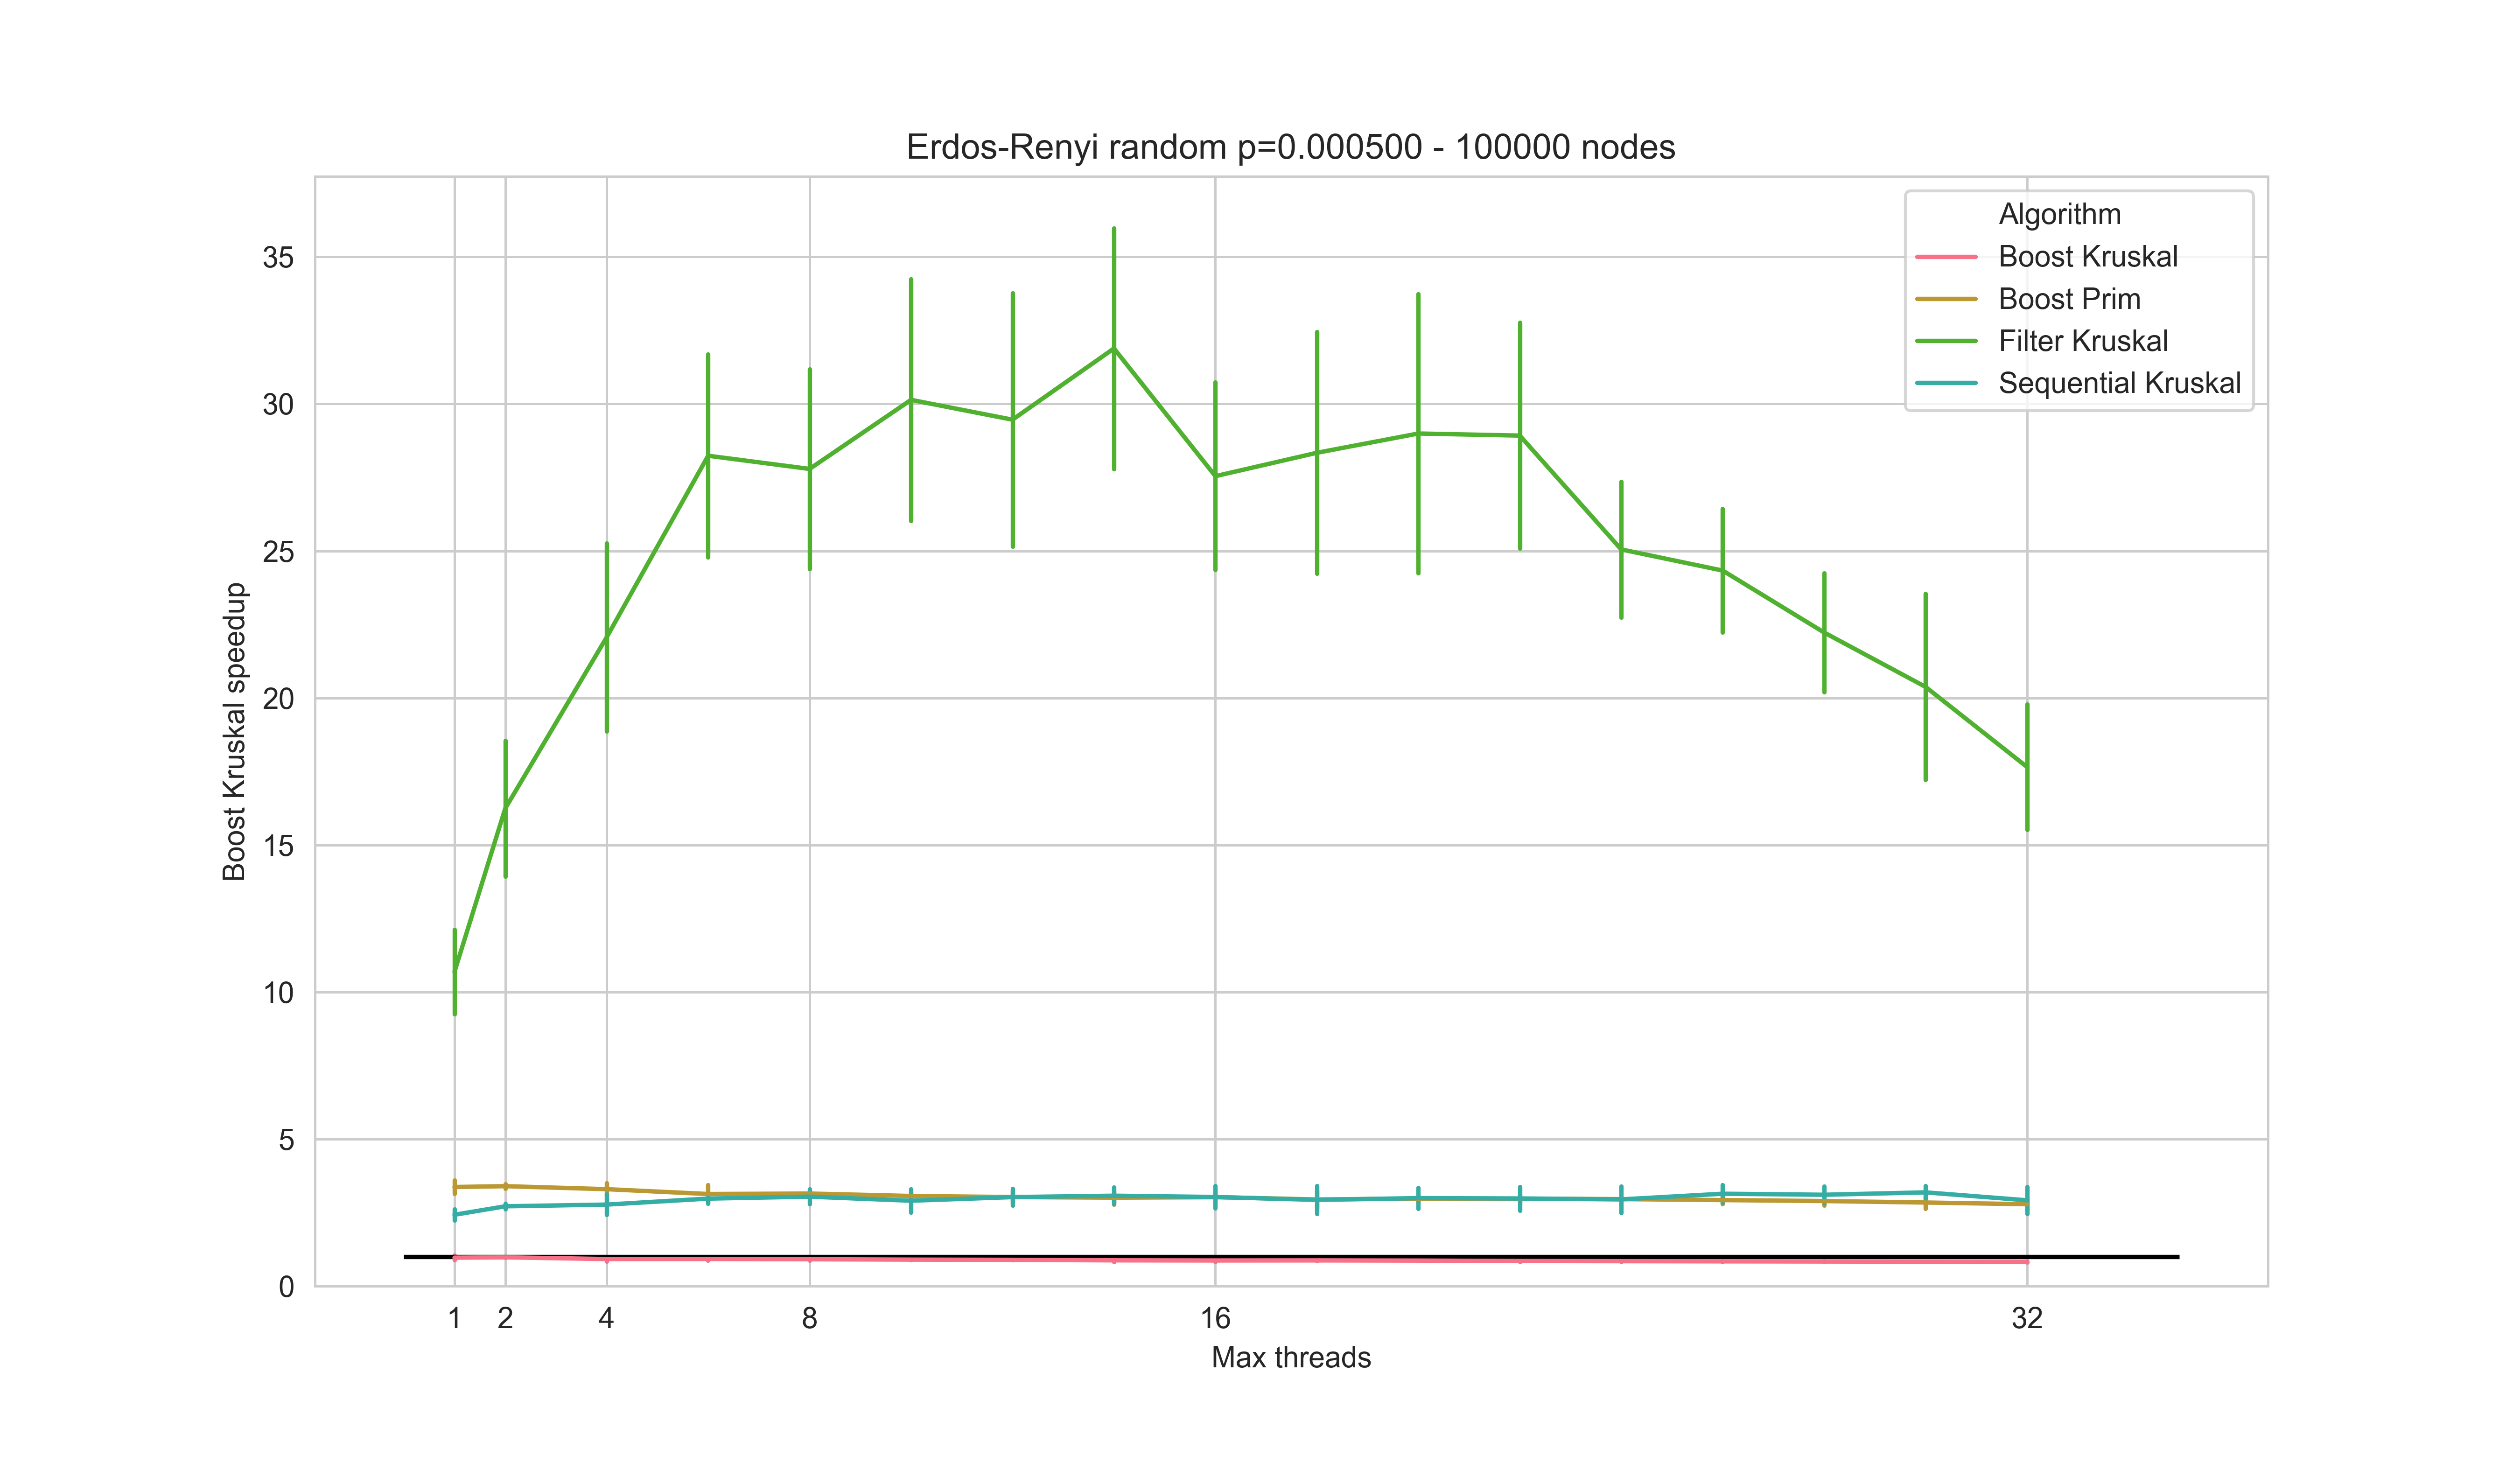 Erdos-Renyi random p=0.000500 - 100000 nodes
Algorithm
Boost Kruskal
Boost Prim
Filter Kruskal
Sequential Kruskal
Boost Kruskal speedup
35
30
25
20
15
10
5
0
1 2 4 8 16 32
Max threads